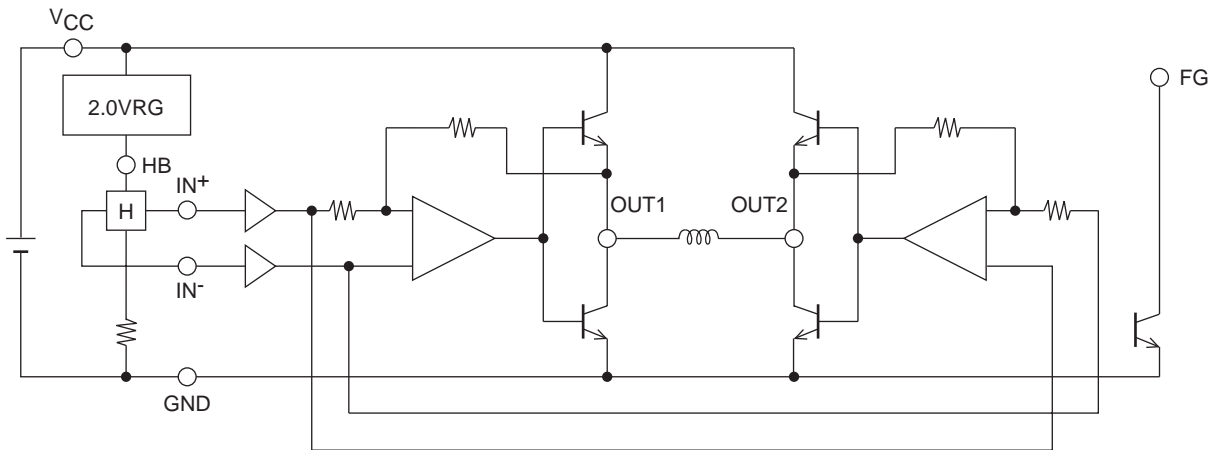 VCC
FG
2.0VRG
HB
IN+
H
OUT1
OUT2
IN-
GND